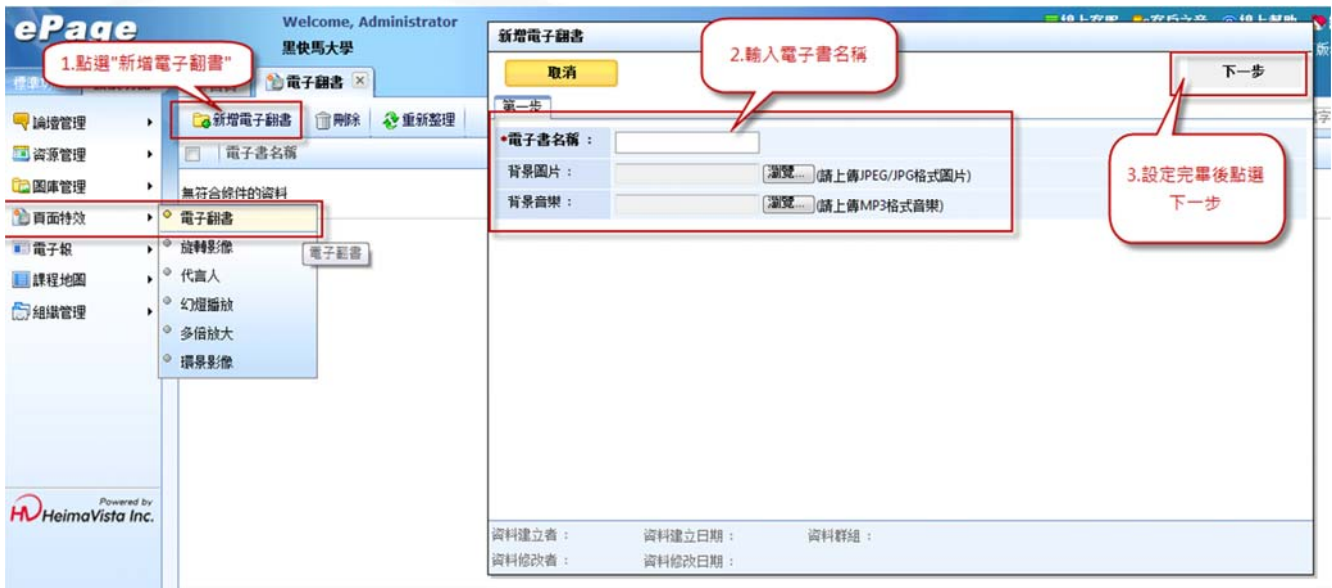 ePage
Welcome, Administrator
黑快馬大學
1.點選"新增電子翻書"
電子翻書
新增電子翻書
刪除
重新整理
電子書名稱
無符合條件的資料
論壇管理
資源管理
圖庫管理
頁面特效
電子報
課程地圖
組織管理
電子翻書
旋轉影像
代言人
幻燈播放
多倍放大
環景影像
電子翻書
Powered by
HeimaVista Inc.
新增電子翻書
取消
2.輸入電子書名稱
下一步
第一步
*電子書名稱：
背景圖片：
瀏覽... (請上傳JPEG/JPG格式圖片)
背景音樂：
瀏覽... (請上傳MP3格式音樂)
3.設定完畢後點選
下一步
資料建立者：
資料建立日期：
資料群組：
資料修改者：
資料修改日期：